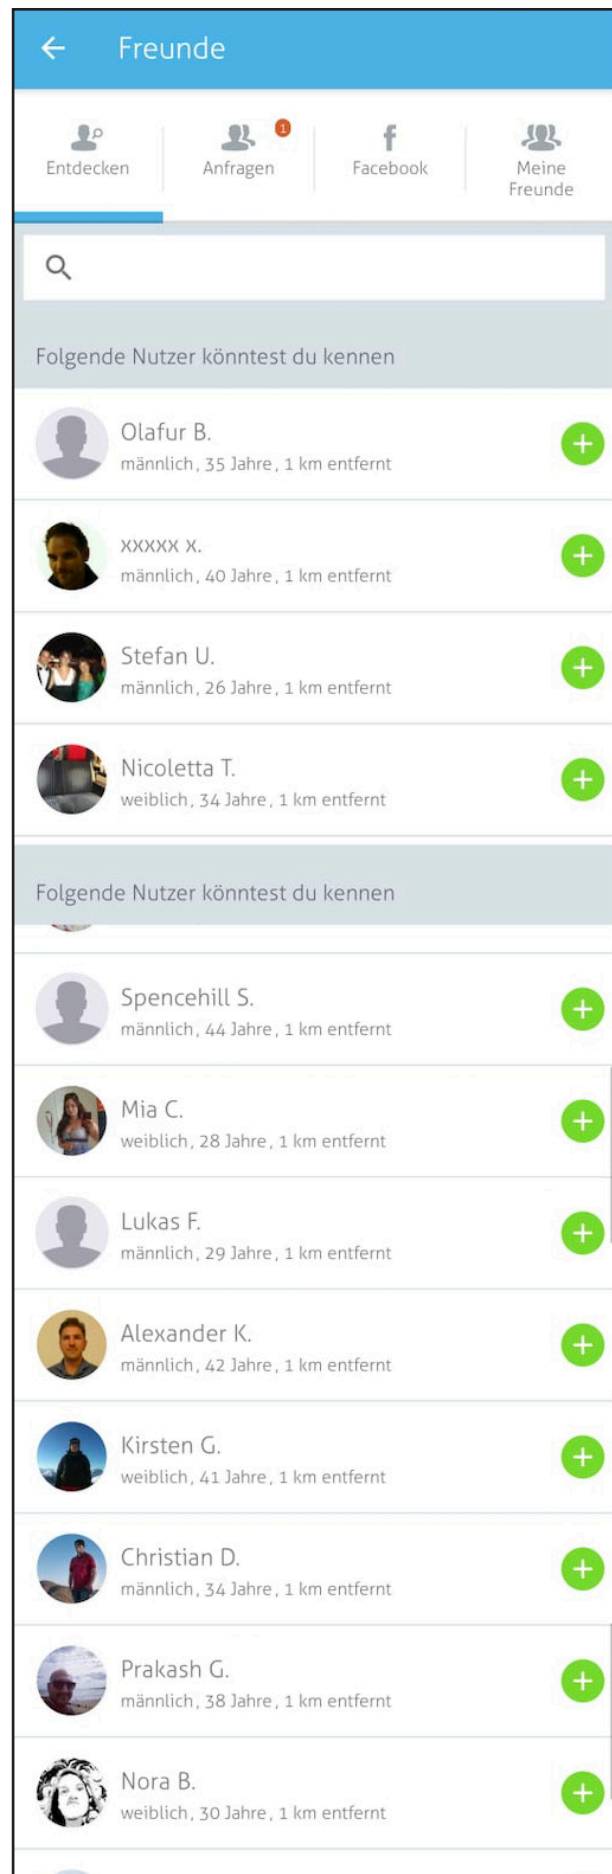 Freunde
Entdecken
1
Anfragen
Facebook
Meine
Freunde
Folgende Nutzer könntest du kennen
Olafur B.
männlich, 35 Jahre, 1 km entfernt
xxxxx x.
männlich, 40 Jahre, 1 km entfernt
Stefan U.
männlich, 26 Jahre, 1 km entfernt
Nicoletta T.
weiblich, 34 Jahre, 1 km entfernt
Folgende Nutzer könntest du kennen
Spencehill S.
männlich, 44 Jahre, 1 km entfernt
Mia C.
weiblich, 28 Jahre, 1 km entfernt
Lukas F.
männlich, 29 Jahre, 1 km entfernt
Alexander K.
männlich, 42 Jahre, 1 km entfernt
Kirsten G.
weiblich, 41 Jahre, 1 km entfernt
Christian D.
männlich, 34 Jahre, 1 km entfernt
Prakash G.
männlich, 38 Jahre, 1 km entfernt
Nora B.
weiblich, 30 Jahre, 1 km entfernt